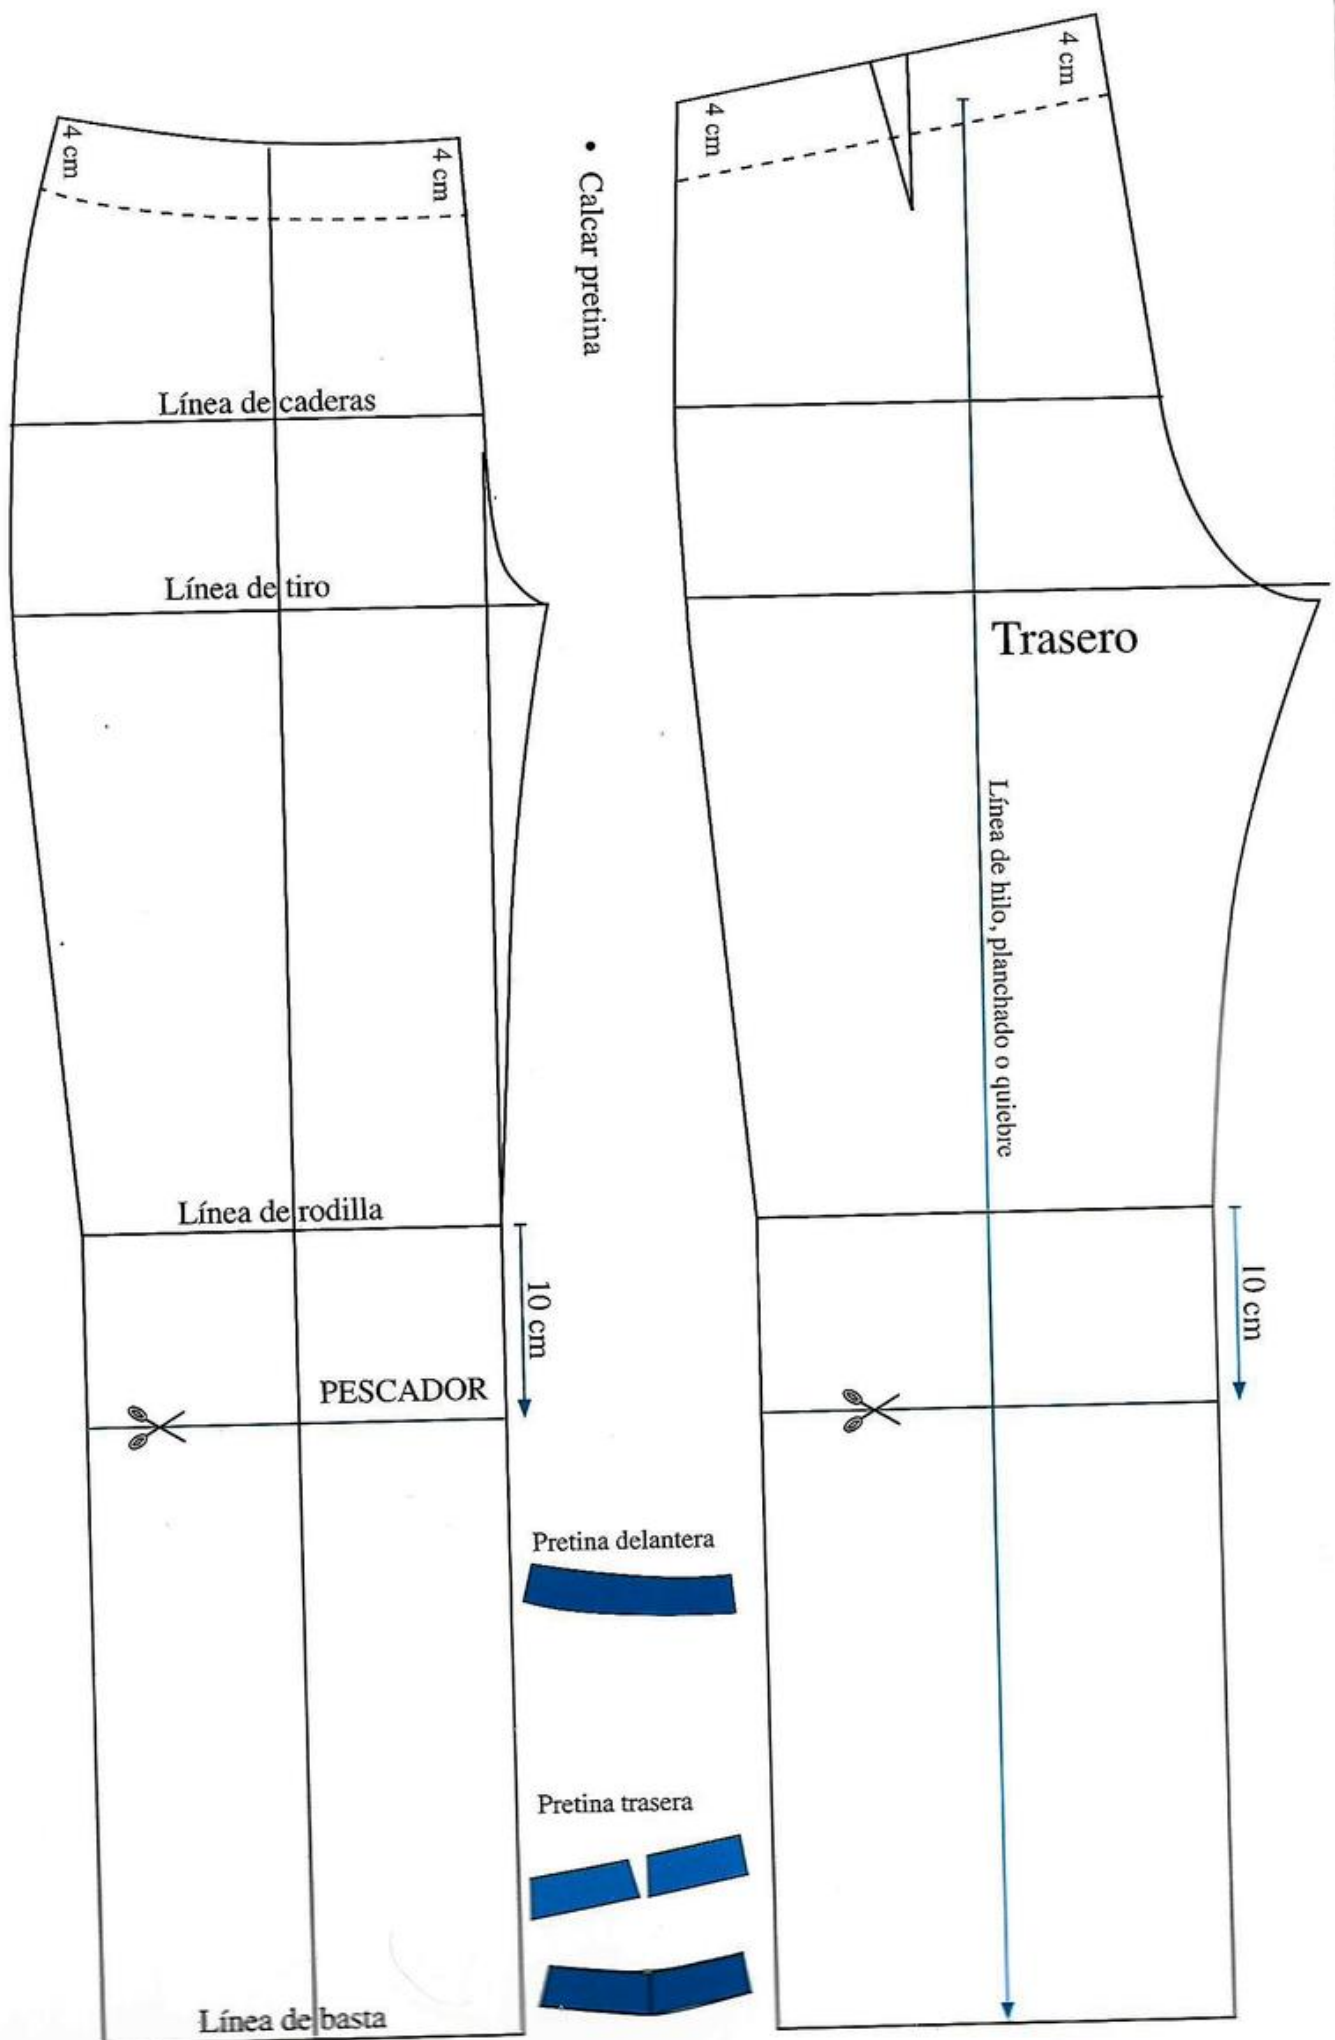 4 cm
4 cm
4 cm
4 cm
• Calcar pretina
Línea de caderas
Línea de tiro
Trasero
Línea de hilo, planchado o quiebre
Línea de rodilla
10 cm
10 cm
PESCADOR
Pretina delantera
Pretina trasera
Línea de basta